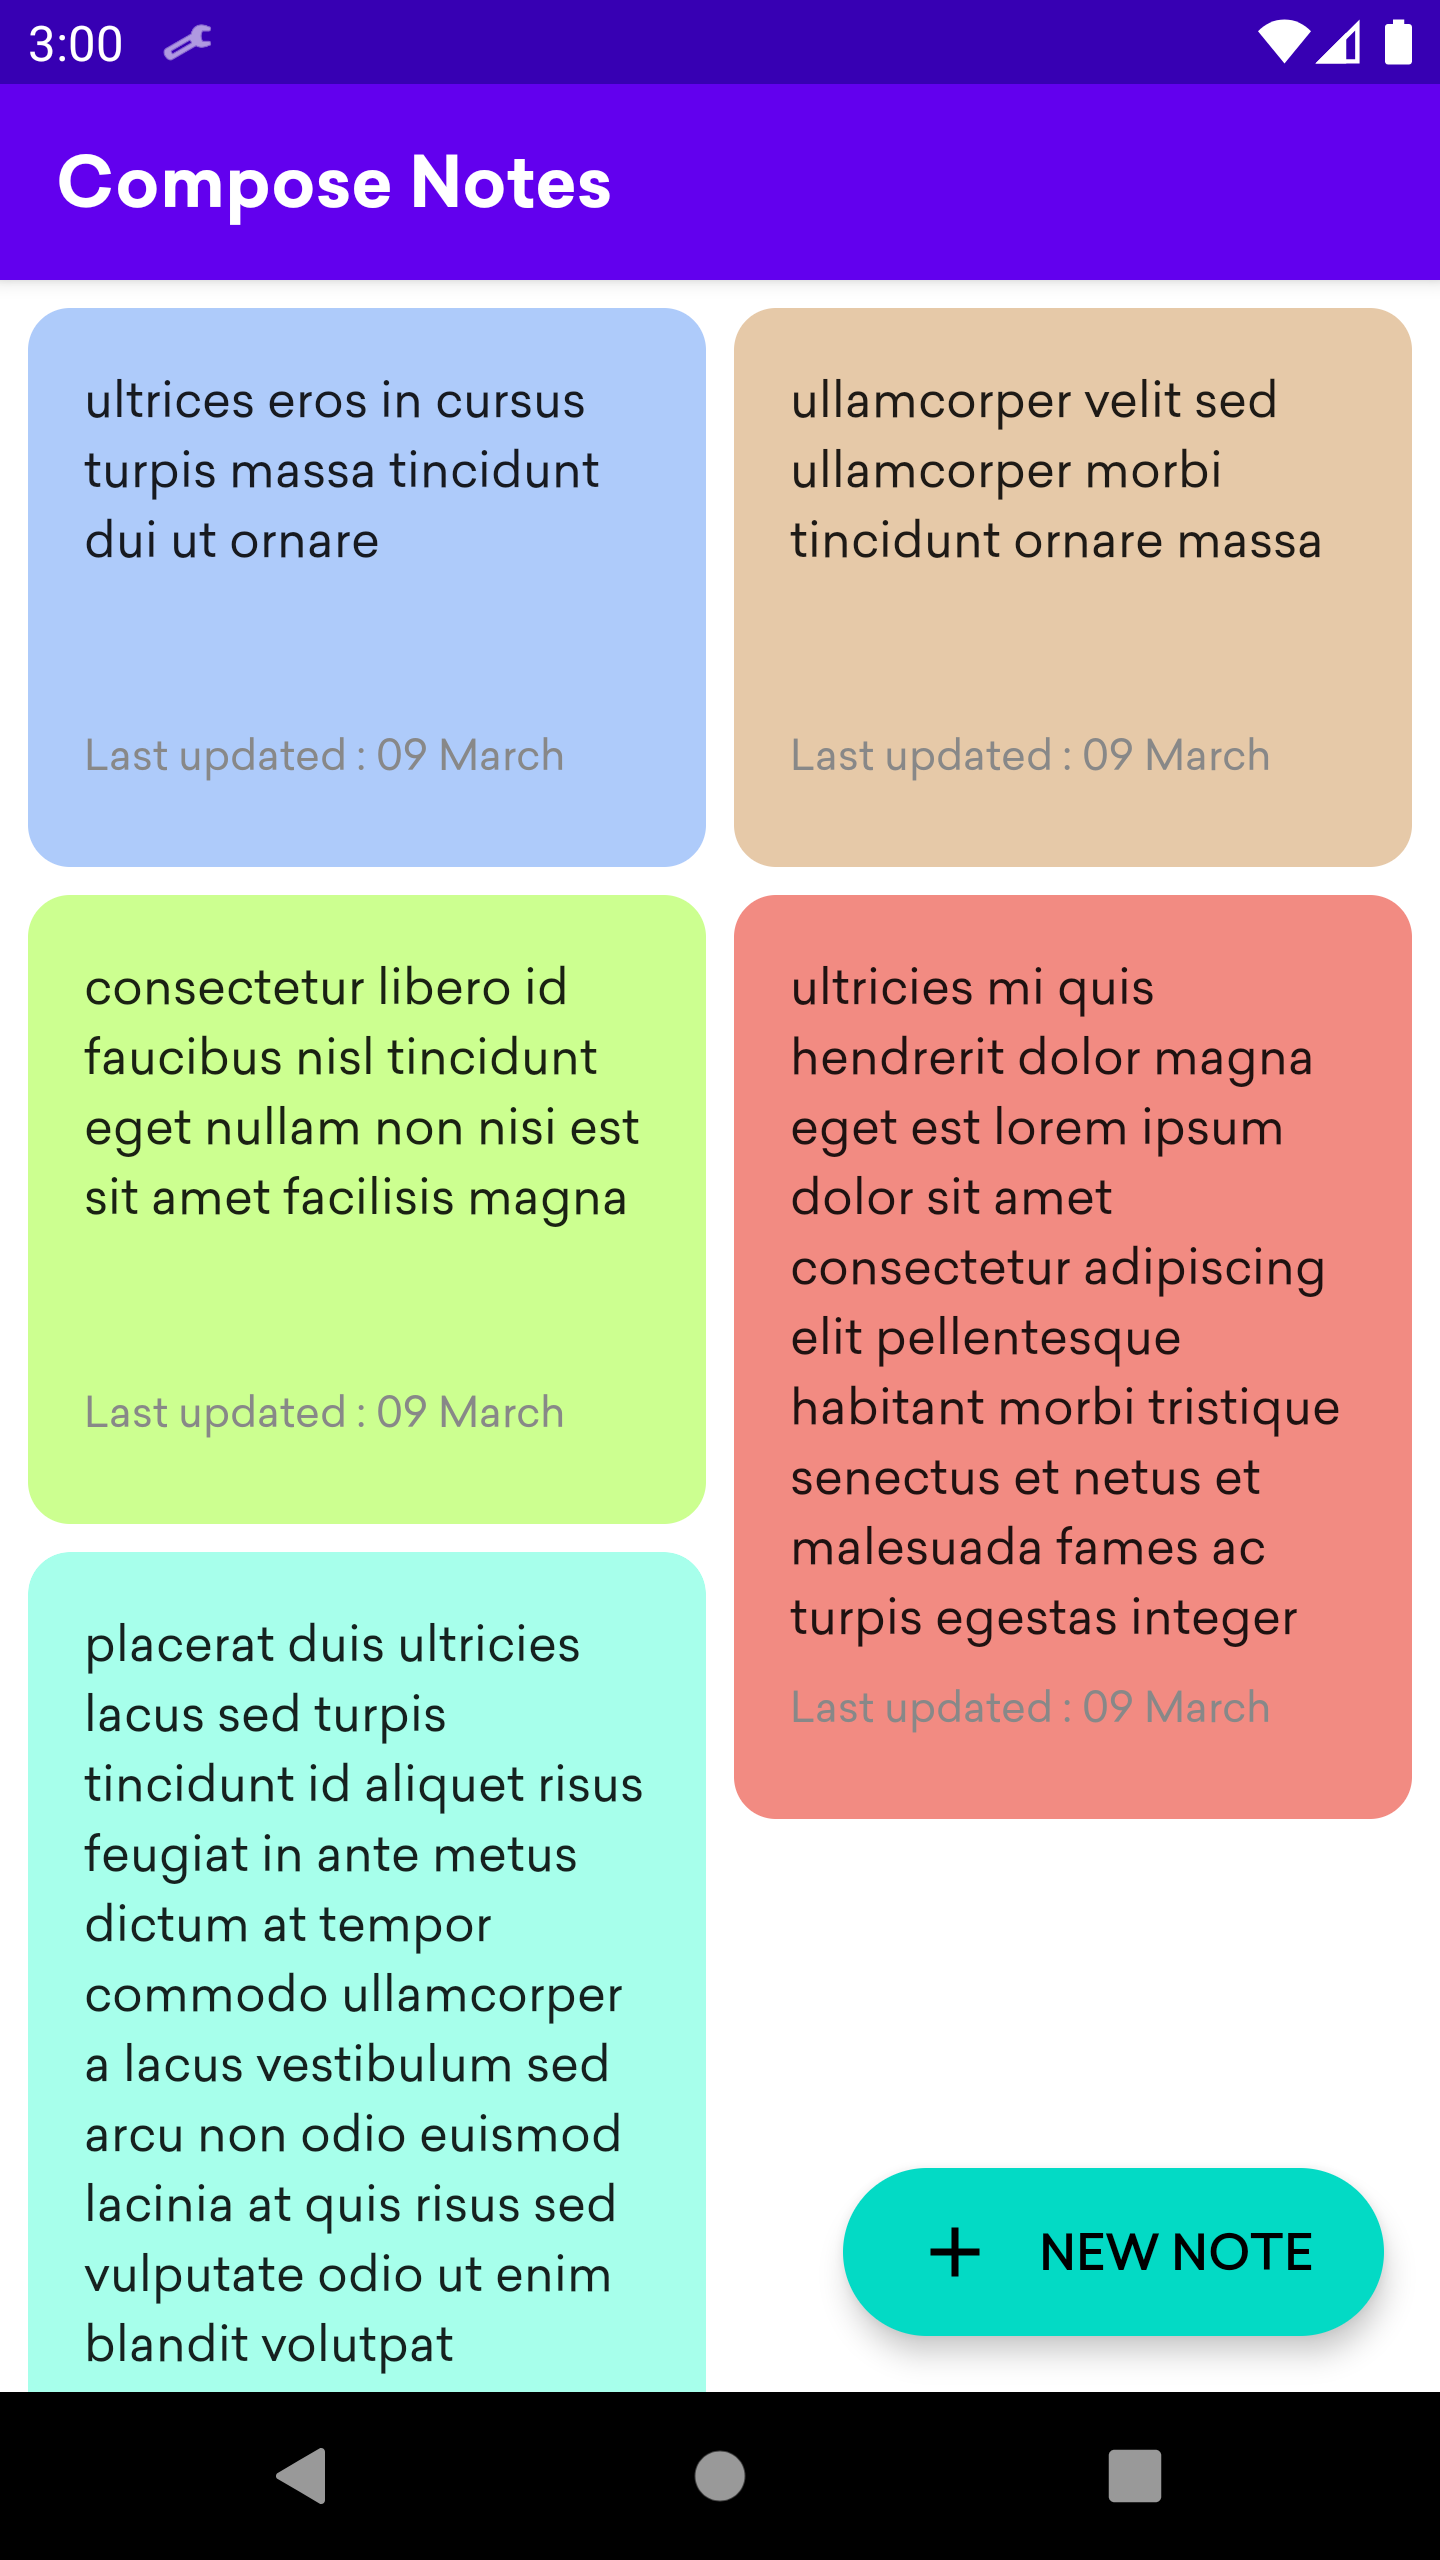 3:00
Compose Notes
ultrices eros in cursus
turpis massa tincidunt
dui ut ornare
Last updated : 09 March
ullamcorper velit sed
ullamcorper morbi
tincidunt ornare massa
Last updated : 09 March
consectetur libero id
faucibus nisl tincidunt
eget nullam non nisi est
sit amet facilisis magna
Last updated : 09 March
ultricies mi quis
hendrerit dolor magna
eget est lorem ipsum
dolor sit amet
consectetur adipiscing
elit pellentesque
habitant morbi tristique
senectus et netus et
malesuada fames ac
turpis egestas integer
Last updated : 09 March
placerat duis ultricies
lacus sed turpis
tincidunt id aliquet risus
feugiat in ante metus
dictum at tempor
commodo ullamcorper
a lacus vestibulum sed
arcu non odio euismod
lacinia at quis risus sed
vulputate odio ut enim
blandit volutpat
NEW NOTE